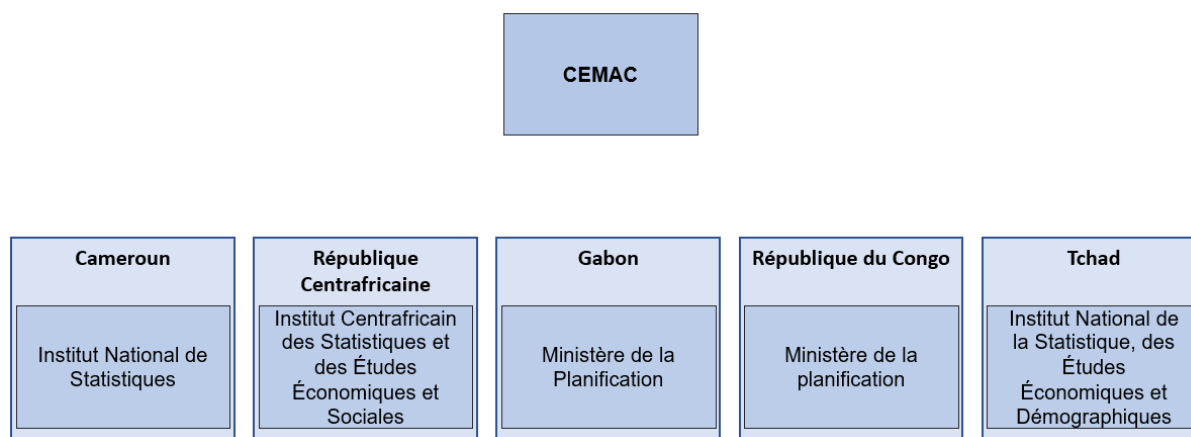 CEMAC
Cameroun
Institut National de
Statistiques
République
Centrafricaine
Institut Centrafricain
des Statistiques et
des Études
Économiques et
Sociales
Gabon
Ministère de la
Planification
République du Congo
Ministère de la
planification
Tchad
Institut National de
la Statistique, des
Études
Économiques et
Démographiques